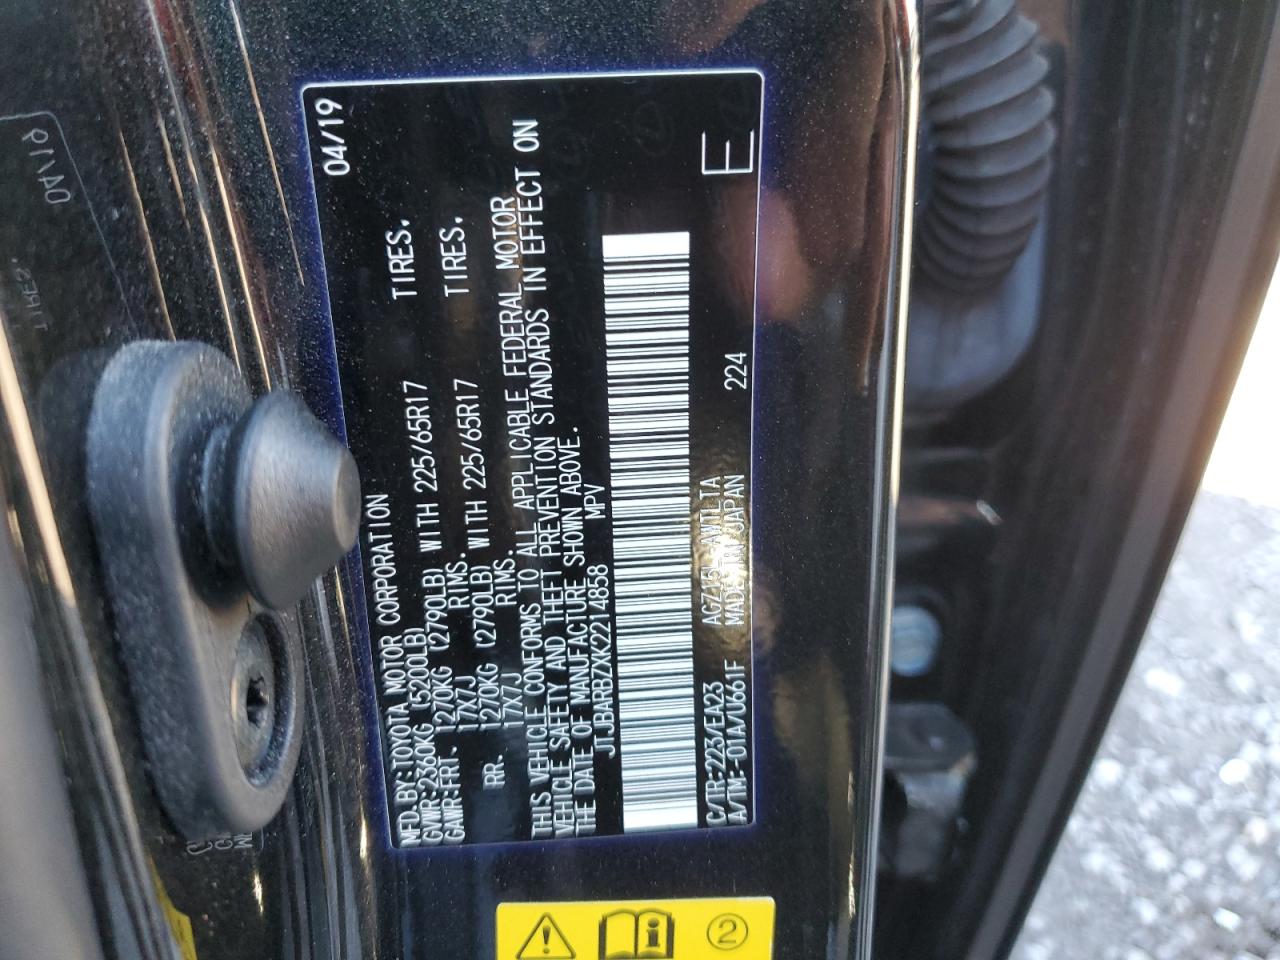 MFD.BY:TOYOTA MOTOR CORPORATION 04/19
GVWR:2360KG (5200LB)
GAWR:FRT. 1270KG (2790LB) WITH 225/65R17 TIRES.
17X7J RIMS.
RR. 1270KG (2790LB) WITH 225/65R17 TIRES.
17X7J RIMS.
THIS VEHICLE CONFORMS TO ALL APPLICABLE FEDERAL MOTOR
VEHICLE SAFETY AND THEFT PREVENTION STANDARDS IN EFFECT ON
THE DATE OF MANUFACTURE SHOWN ABOVE.
JTJBARBZXK2214858 MPV
C/TR:223/EA23 AGZ15L-AWTLTA
A/TM:-01A/U661F MADE IN JAPAN 224 E
2